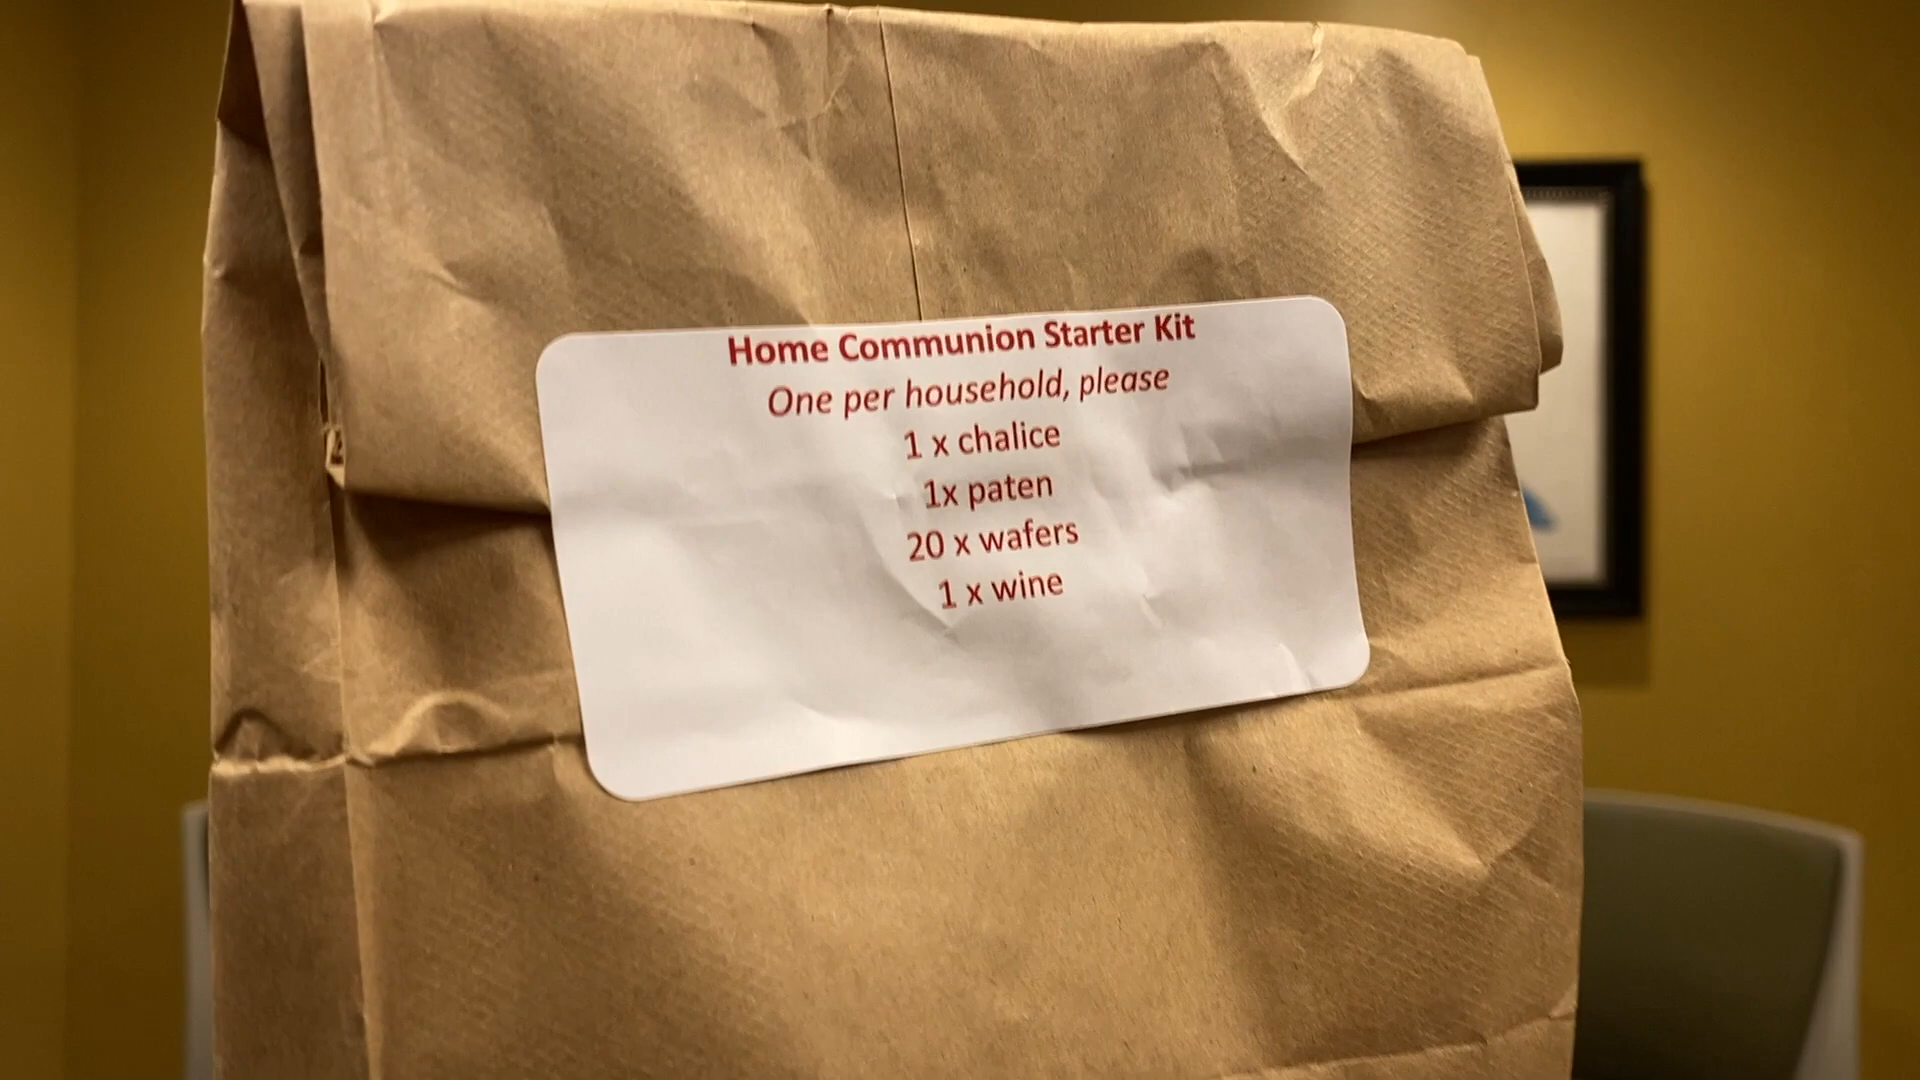 Home Communion Starter Kit
One per household, please
1 x chalice
1x paten
20 x wafers
1 x wine